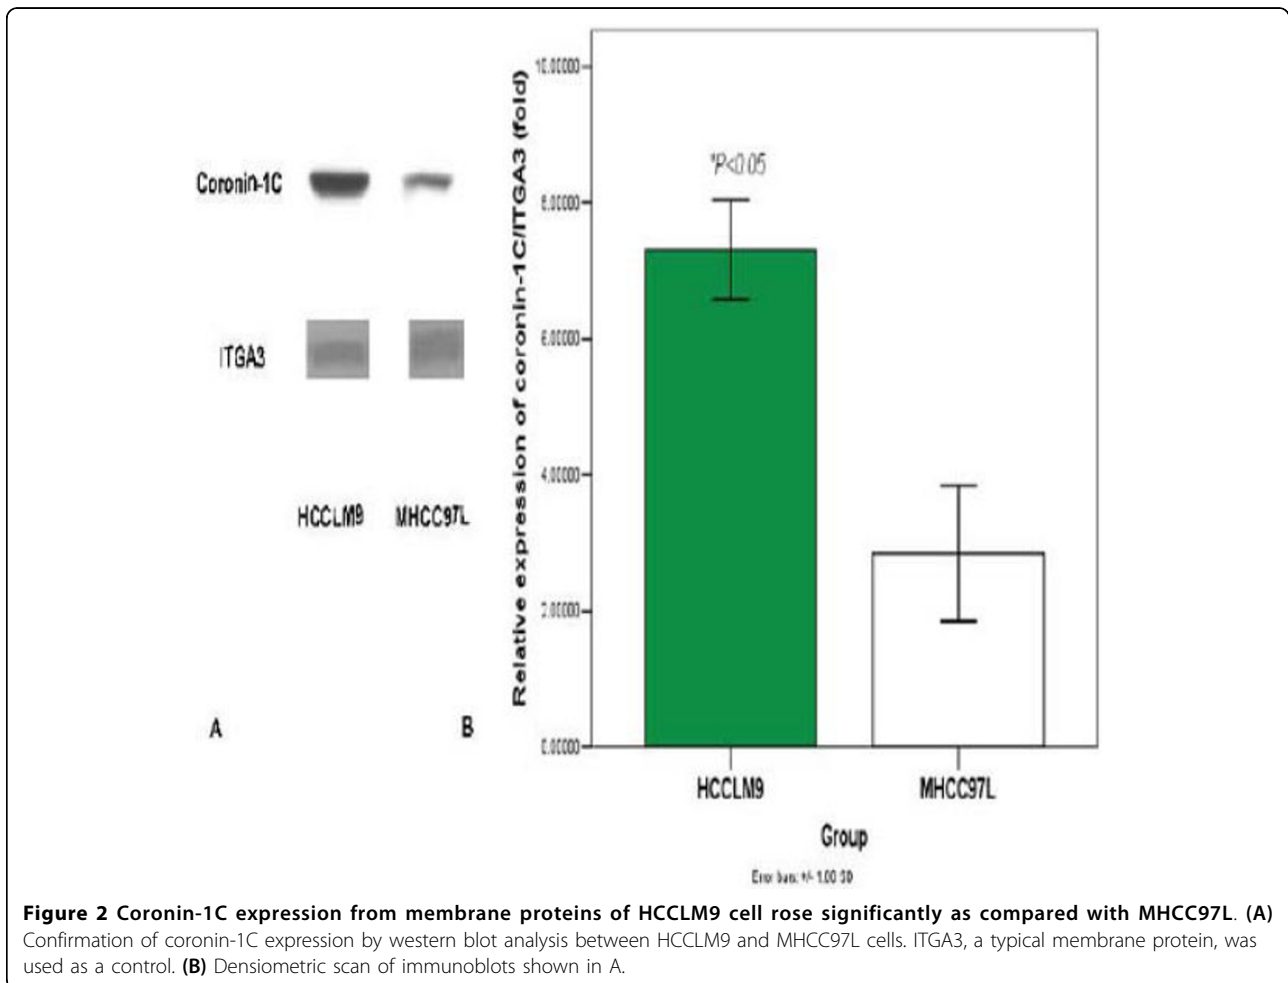 Coronin-1C
ITGA3
HCCLM9 MHCC97L
A
B
Relative expression of coronin-1C/ITGA3 (fold)
10.00000
8.00000
6.00000
4.00000
2.00000
0.00000
*P<0.05
HCCLM9 MHCC97L
Group
Error bars: +/- 1.00 SD
Figure 2 Coronin-1C expression from membrane proteins of HCCLM9 cell rose significantly as compared with MHCC97L. (A)
Confirmation of coronin-1C expression by western blot analysis between HCCLM9 and MHCC97L cells. ITGA3, a typical membrane protein, was
used as a control. (B) Densiometric scan of immunoblots shown in A.